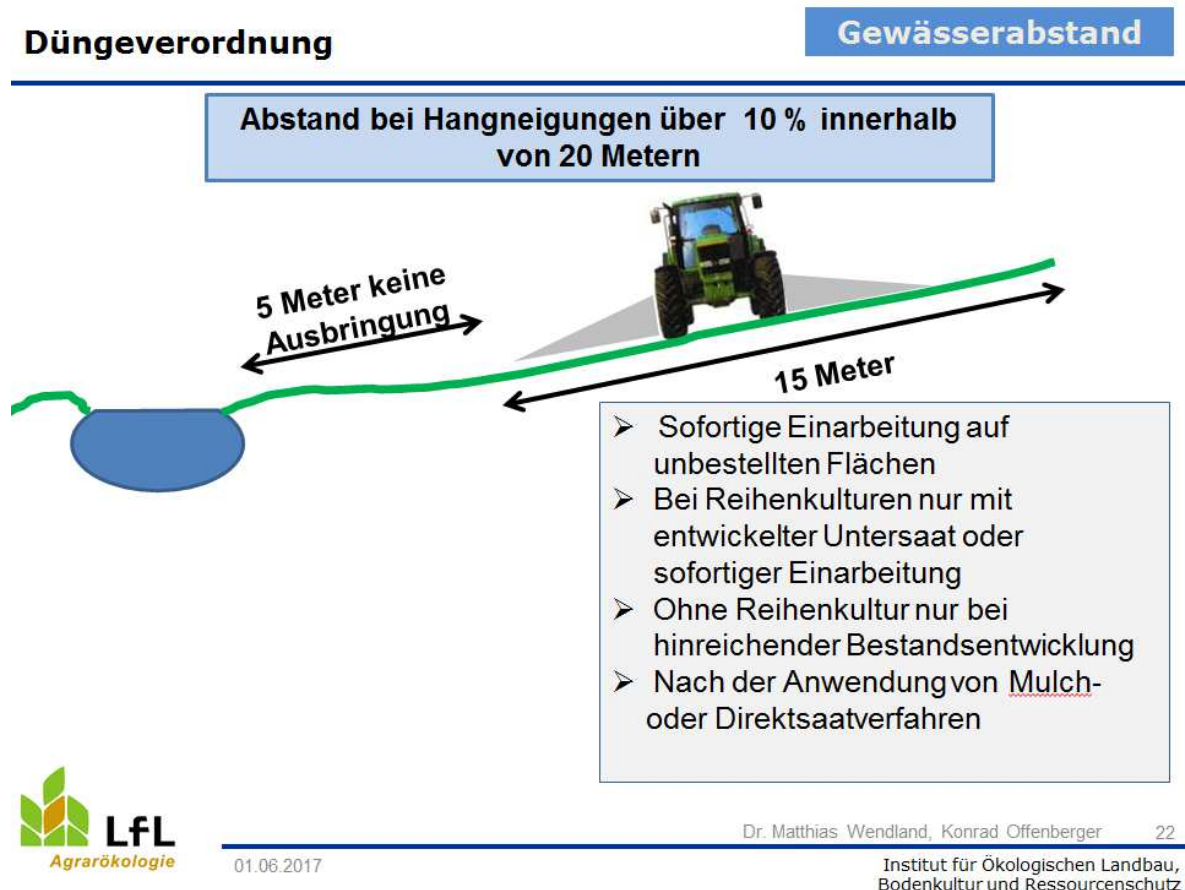 Düngeverordnung
Gewässerabstand
Abstand bei Hangneigungen über 10 % innerhalb
von 20 Metern
5 Meter keine
Ausbringung
15 Meter
➢ Sofortige Einarbeitung auf
unbestellten Flächen
➢ Bei Reihenkulturen nur mit
entwickelter Untersaat oder
sofortiger Einarbeitung
➢ Ohne Reihenkultur nur bei
hinreichender Bestandsentwicklung
➢ Nach der Anwendung von Mulch-
oder Direktsaatverfahren
LfL
Agrarökologie
Dr. Matthias Wendland, Konrad Offenberger 22
01.06.2017
Institut für Ökologischen Landbau,
Bodenkultur und Ressourcenschutz